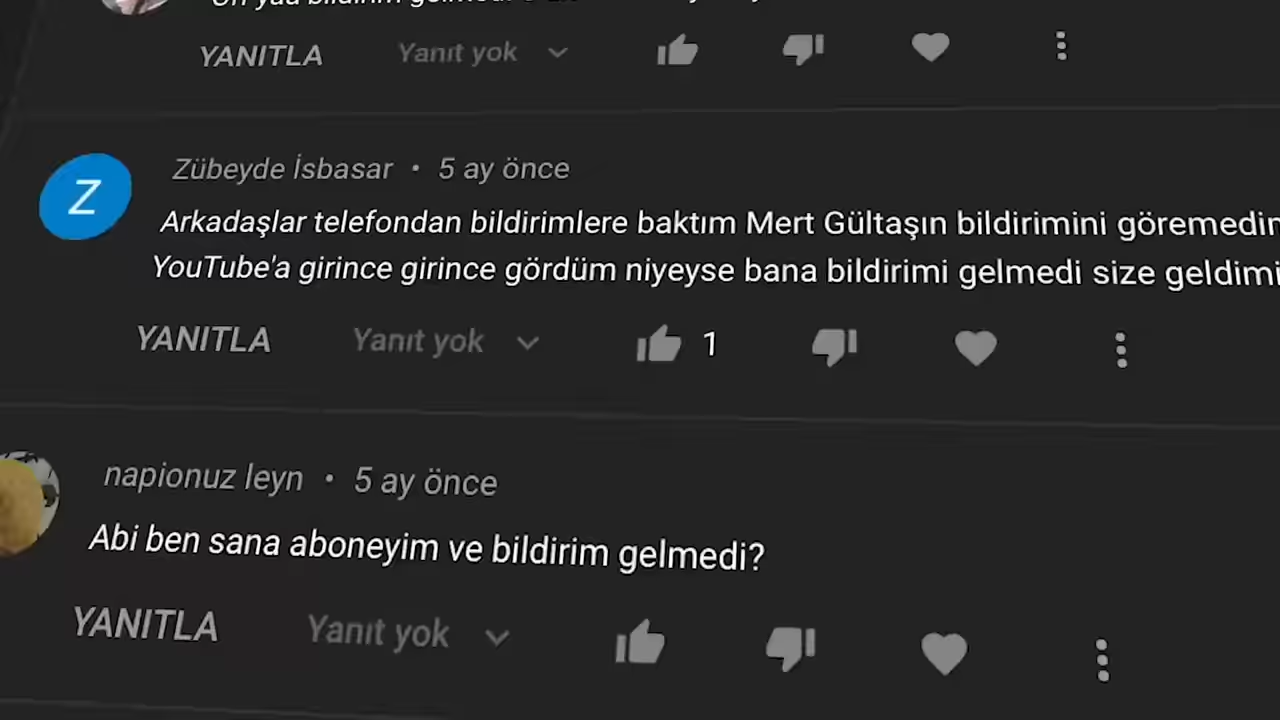 YANITLA Yanıt yok
Zübeyde İsbasar • 5 ay önce
Arkadaşlar telefondan bildirimlere baktım Mert Gültaşın bildirimini
YouTube'a girince girince gördüm niyeyse bana bildirimi gelmedi size geldimi
YANITLA Yanıt yok 1
napionuz leyn • 5 ay önce
Abi ben sana aboneyim ve bildirim gelmedi?
YANITLA Yanıt yok